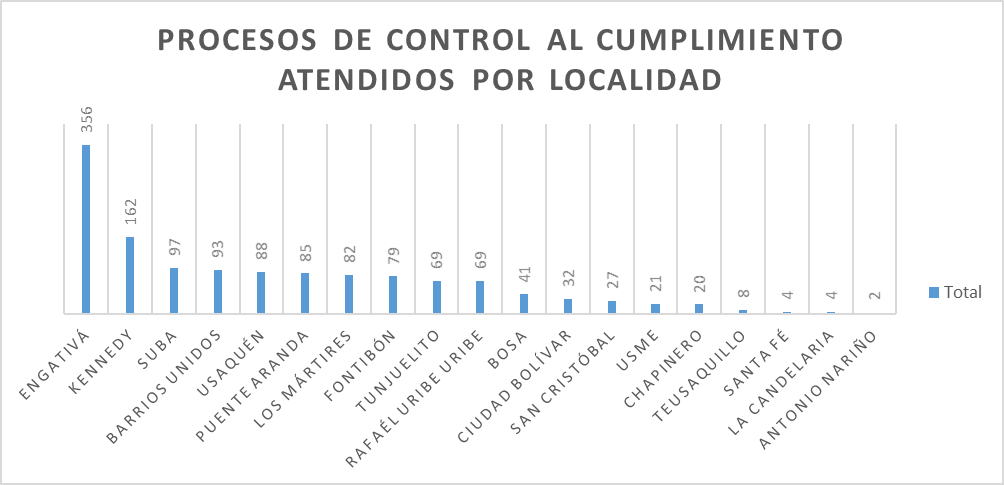 PROCESOS DE CONTROL AL CUMPLIMIENTO
ATENDIDOS POR LOCALIDAD
356
162
97
93
88
85
82
79
69
69
41
32
27
21
20
8
4
4
2
ENGATIVÁ
KENNEDY
SUBA
BARRIOS UNIDOS
USAQUÉN
PUENTE ARANDA
LOS MÁRTIRES
FONTIBÓN
TUNJUELITO
RAFAÉL URIBE URIBE
BOSA
CIUDAD BOLÍVAR
SAN CRISTÓBAL
USME
CHAPINERO
TEUSAQUILLO
SANTA FÉ
LA CANDELARIA
ANTONIO NARIÑO
Total